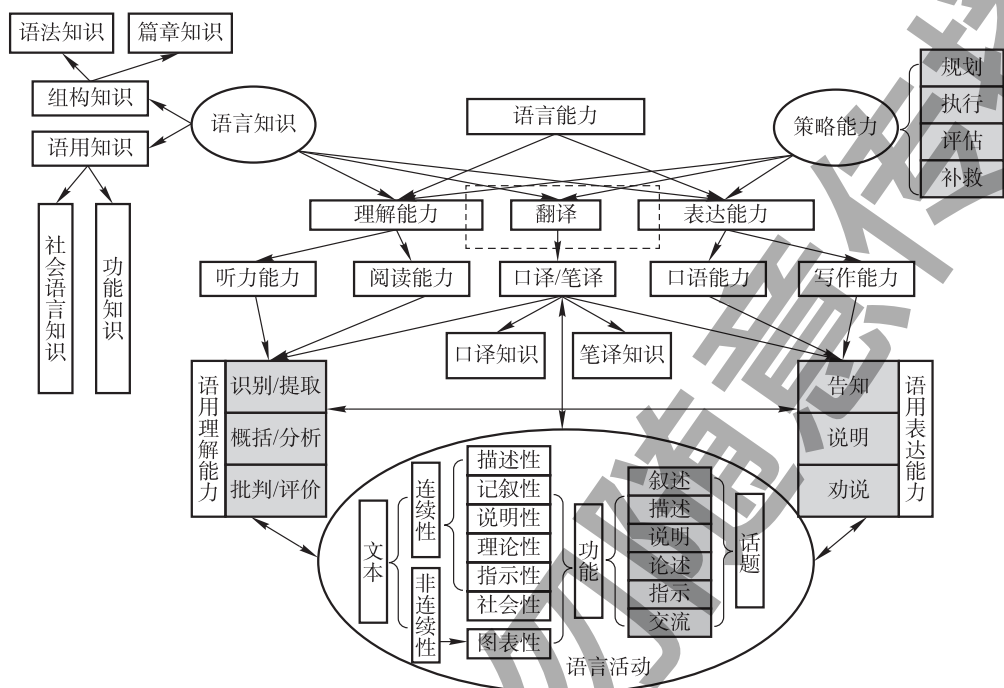 语法知识
篇章知识
组构知识
语用知识
社会语言知识
功能知识
语言知识
语言能力
策略能力
规划
执行
评估
补救
理解能力
翻译
表达能力
听力能力
阅读能力
口译/笔译
口语能力
写作能力
口译知识
笔译知识
语用理解能力
识别/提取
概括/分析
批判/评价
告知
说明
劝说
语用表达能力
文本
连续性
非连续性
描述性
记叙性
说明性
理论性
指示性
社会性
图表性
功能
叙述
描述
说明
论述
指示
交流
话题
语言活动
勿随意传